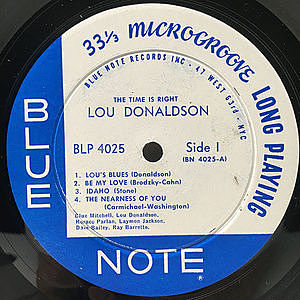 33⅓ MICROGROOVE LONG PLAYING
BLUE NOTE RECORDS INC · 47 WEST 63rd · NYC
THE TIME IS RIGHT
LOU DONALDSON
BLP 4025 Side 1
(BN 4025-A)
1. LOU'S BLUES (Donaldson)
2. BE MY LOVE (Brodzky-Cahn)
3. IDAHO (Stone)
4. THE NEARNESS OF YOU
(Carmichael-Washington)
Blue Mitchell, Lou Donaldson,
Horace Parlan, Laymon Jackson,
Dave Bailey, Ray Barretto.
BLUE
NOTE